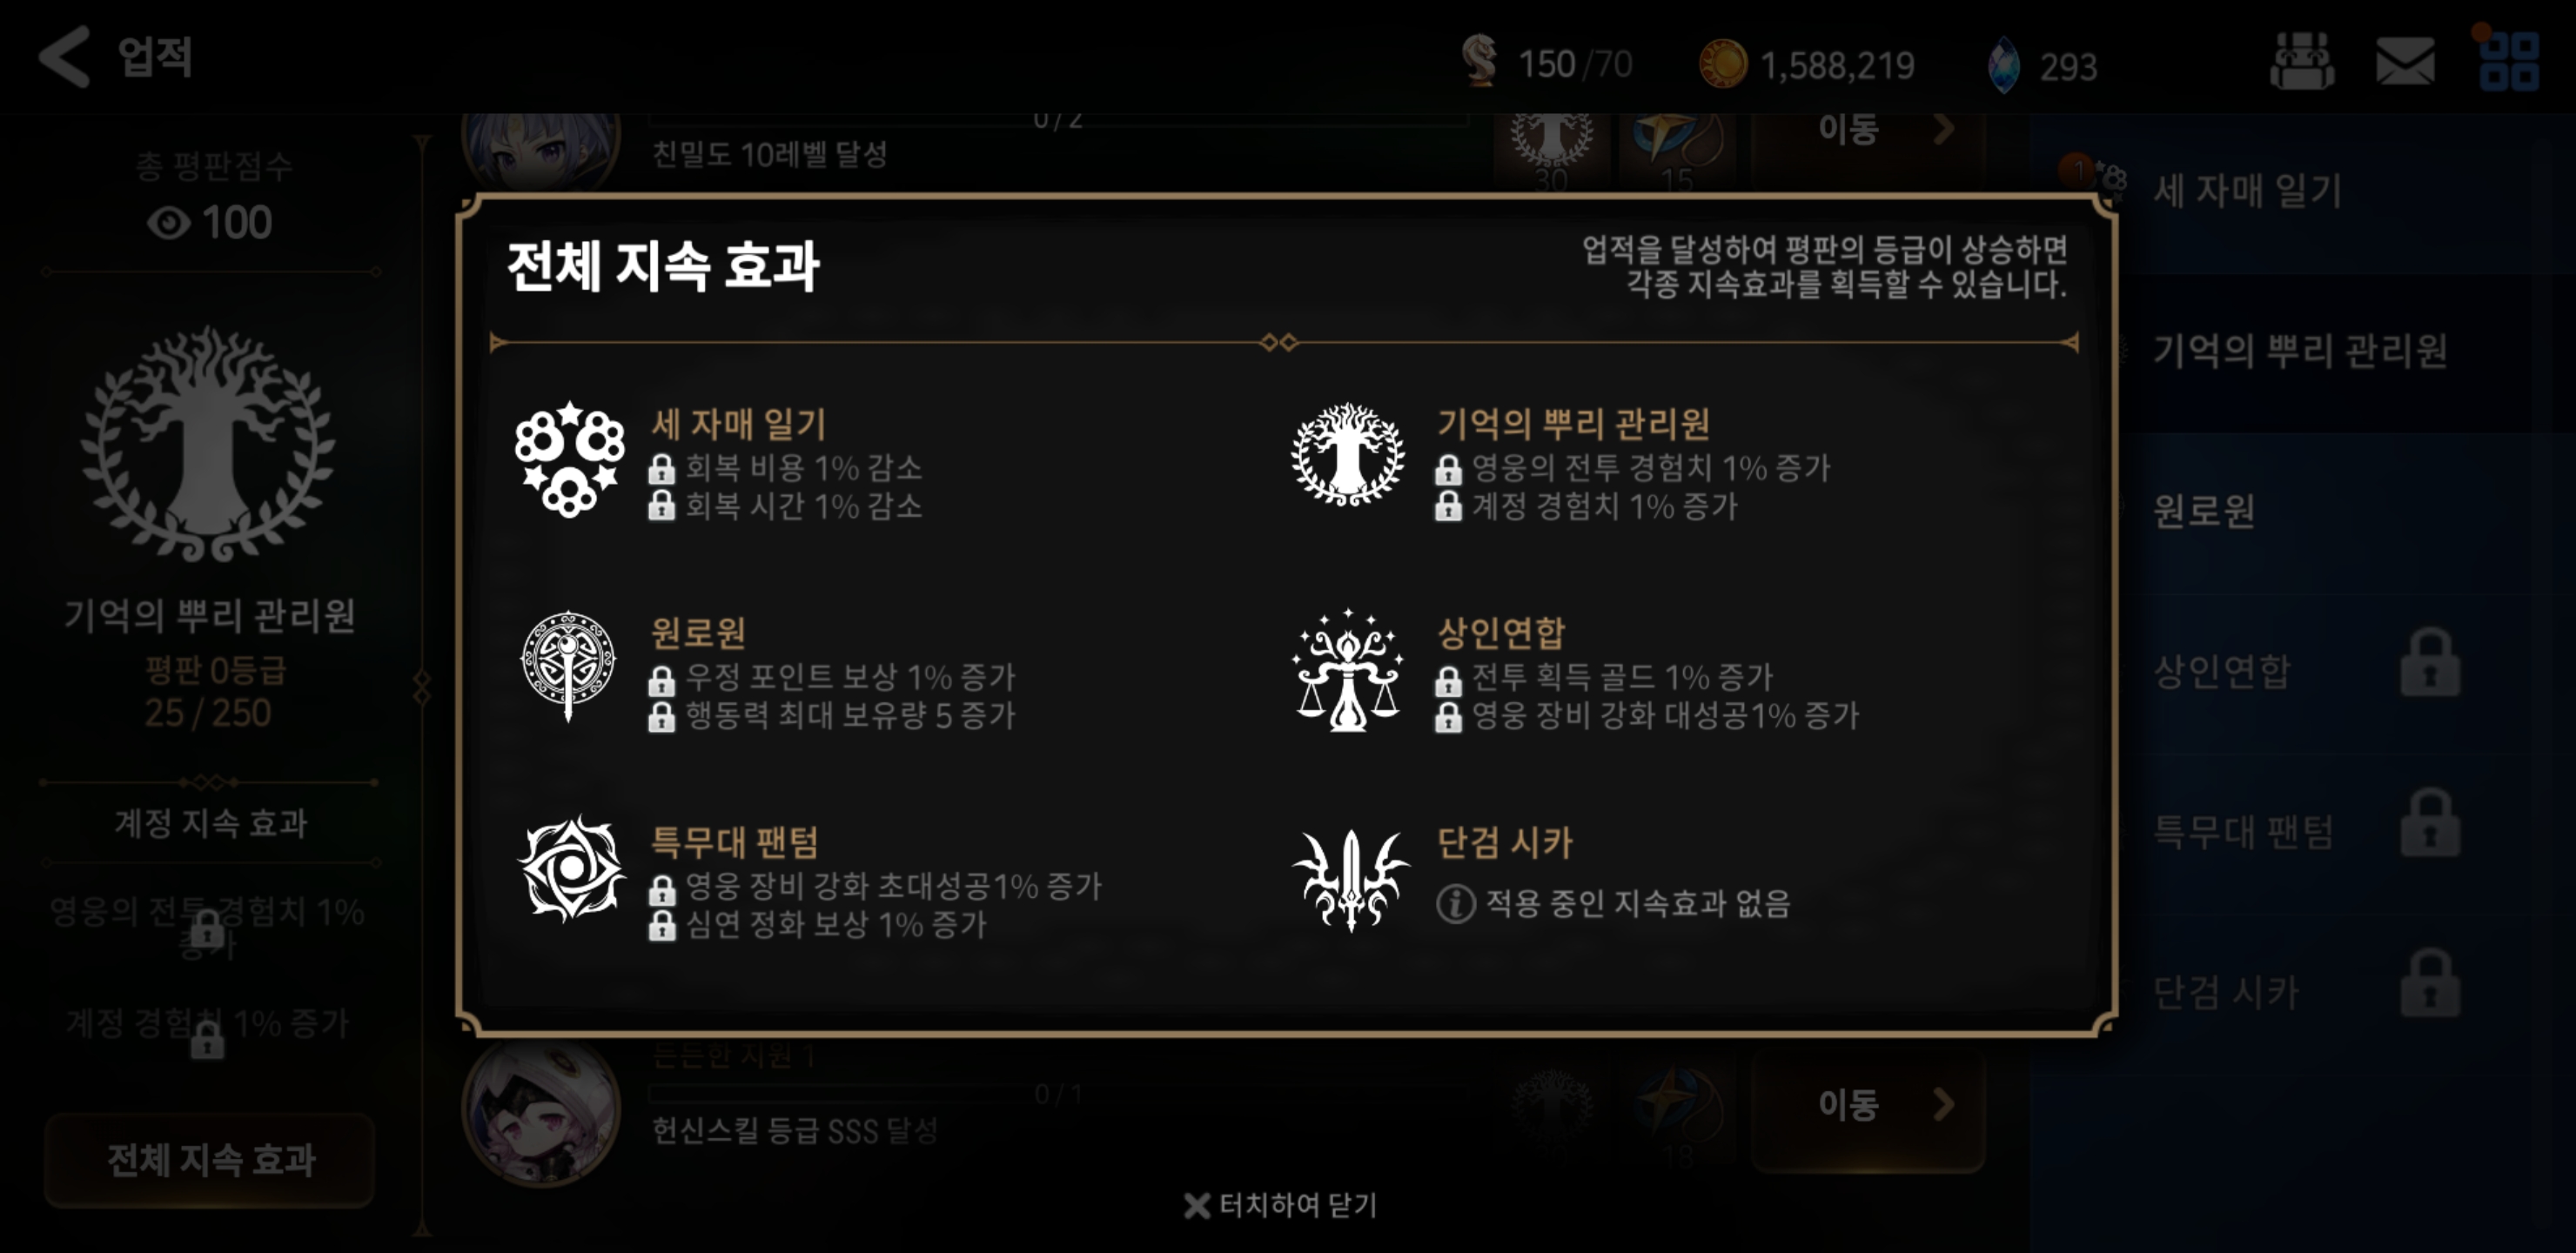 업적
150/70
1,588,219
293
총 평판점수
100
기억의 뿌리 관리원
평판 0등급
25 / 250
계정 지속 효과
영웅의 전투 경험치 1%
증가
계정 경험치 1% 증가
전체 지속 효과
0/2
친밀도 10레벨 달성
30
15
이동
전체 지속 효과
업적을 달성하여 평판의 등급이 상승하면
각종 지속효과를 획득할 수 있습니다.
세 자매 일기
회복 비용 1% 감소
회복 시간 1% 감소
기억의 뿌리 관리원
영웅의 전투 경험치 1% 증가
계정 경험치 1% 증가
원로원
우정 포인트 보상 1% 증가
행동력 최대 보유량 5 증가
상인연합
전투 획득 골드 1% 증가
영웅 장비 강화 대성공1% 증가
특무대 팬텀
영웅 장비 강화 초대성공1% 증가
심연 정화 보상 1% 증가
단검 시카
적용 중인 지속효과 없음
든든한 지원 1
0/1
헌신스킬 등급 SSS 달성
18
이동
터치하여 닫기
1
세 자매 일기
기억의 뿌리 관리원
원로원
상인연합
특무대 팬텀
단검 시카